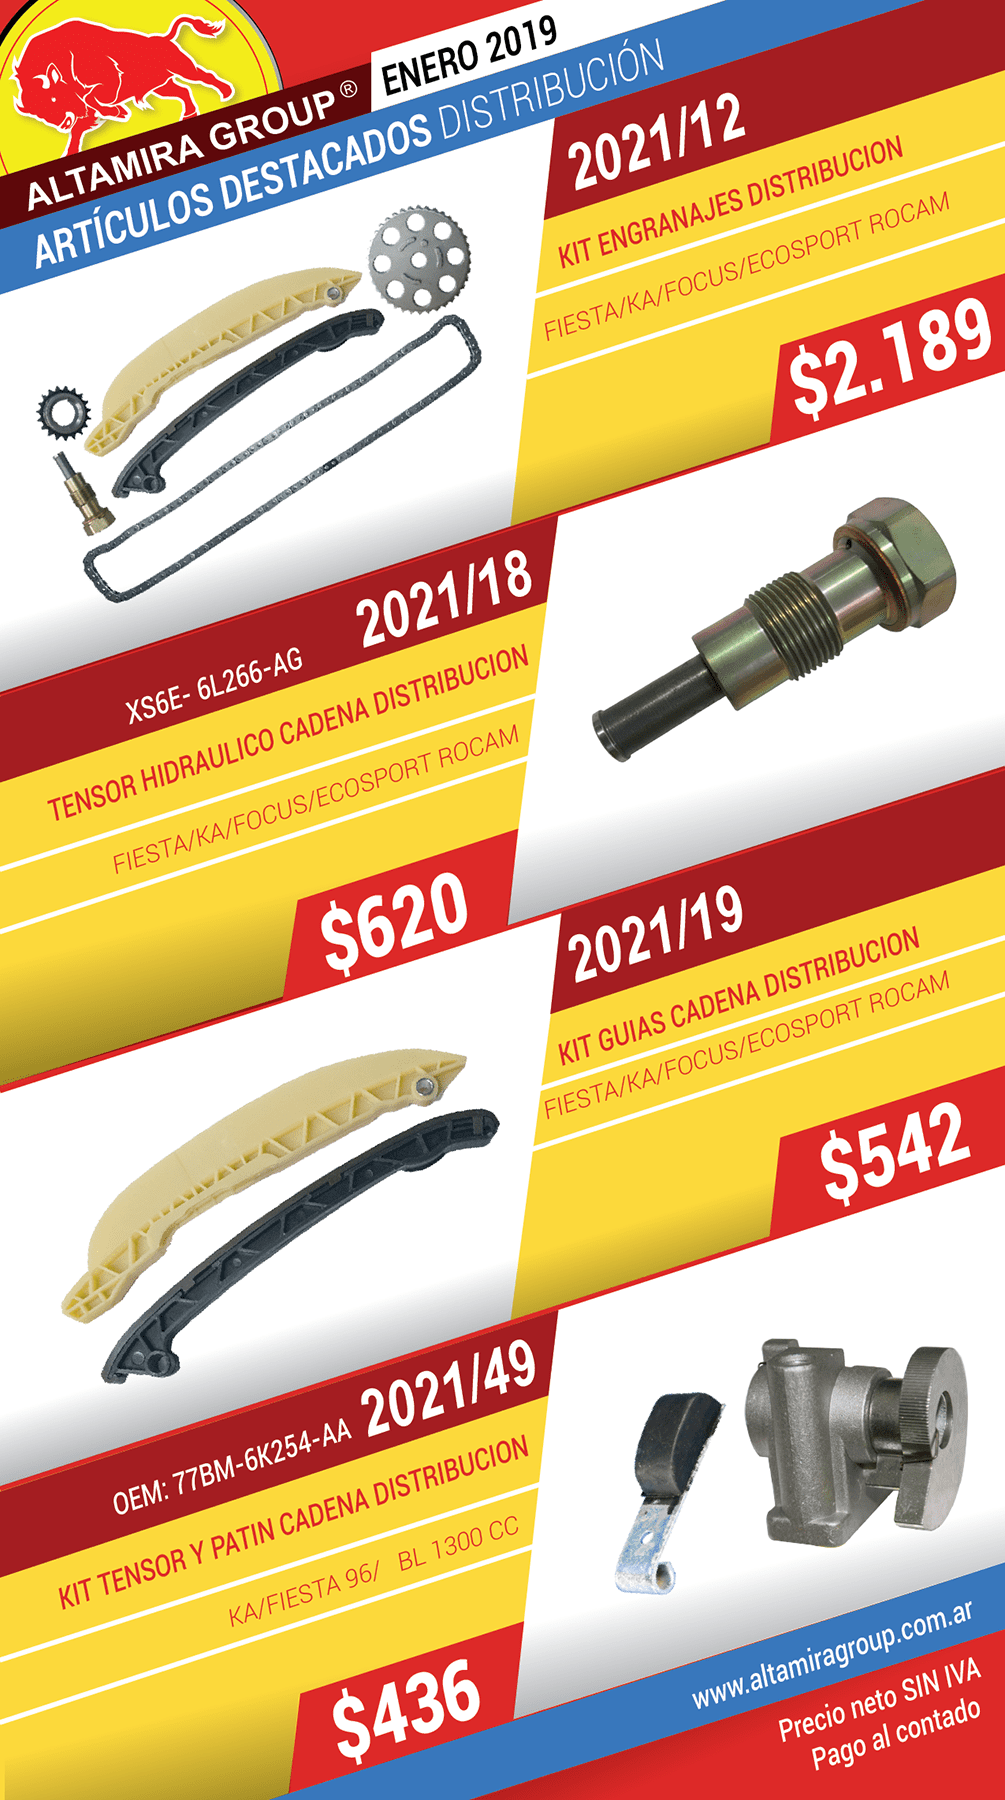 ALTAMIRA GROUP®
ENERO 2019
ARTÍCULOS DESTACADOS DISTRIBUCIÓN
2021/12
KIT ENGRANAJES DISTRIBUCION
FIESTA/KA/FOCUS/ECOSPORT ROCAM
$2.189
2021/18
XS6E- 6L266-AG
TENSOR HIDRAULICO CADENA DISTRIBUCION
FIESTA/KA/FOCUS/ECOSPORT ROCAM
$620
2021/19
KIT GUIAS CADENA DISTRIBUCION
FIESTA/KA/FOCUS/ECOSPORT ROCAM
$542
2021/49
OEM: 77BM-6K254-AA
KIT TENSOR Y PATIN CADENA DISTRIBUCION
KA/FIESTA 96/ BL 1300 CC
$436
www.altamiragroup.com.ar
Precio neto SIN IVA
Pago al contado